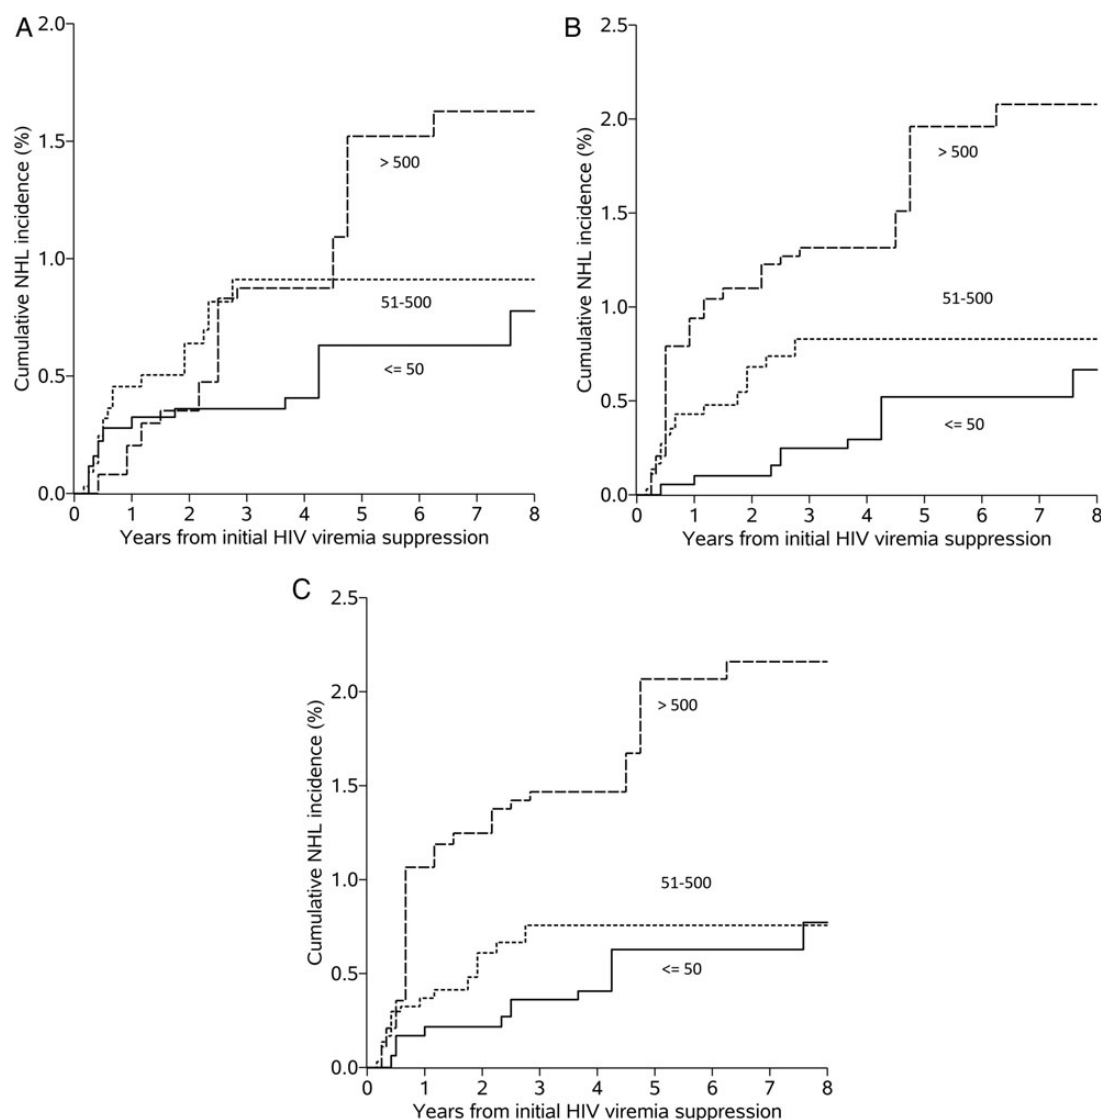 A
Cumulative NHL incidence (%)
2.0
1.5
1.0
0.5
0.0
> 500
51-500
<= 50
0 1 2 3 4 5 6 7 8
Years from initial HIV viremia suppression
B
Cumulative NHL incidence (%)
2.5
2.0
1.5
1.0
0.5
0.0
> 500
51-500
<= 50
0 1 2 3 4 5 6 7 8
Years from initial HIV viremia suppression
C
Cumulative NHL incidence (%)
2.5
2.0
1.5
1.0
0.5
0.0
> 500
51-500
<= 50
0 1 2 3 4 5 6 7 8
Years from initial HIV viremia suppression